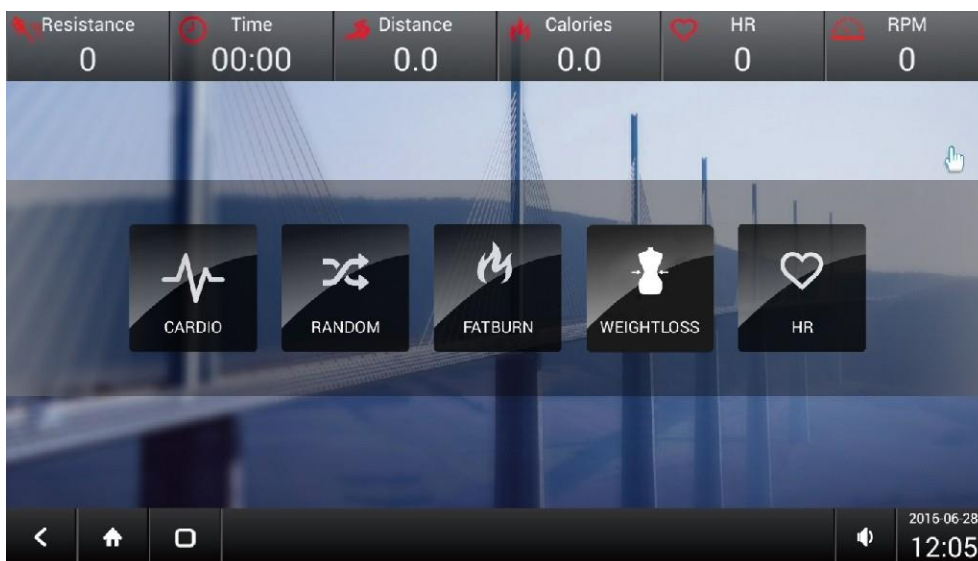 Resistance Time Distance Calories HR RPM
0 00:00 0.0 0.0 0 0
CARDIO RANDOM FATBURN WEIGHTLOSS HR
2016-06-28
12:05